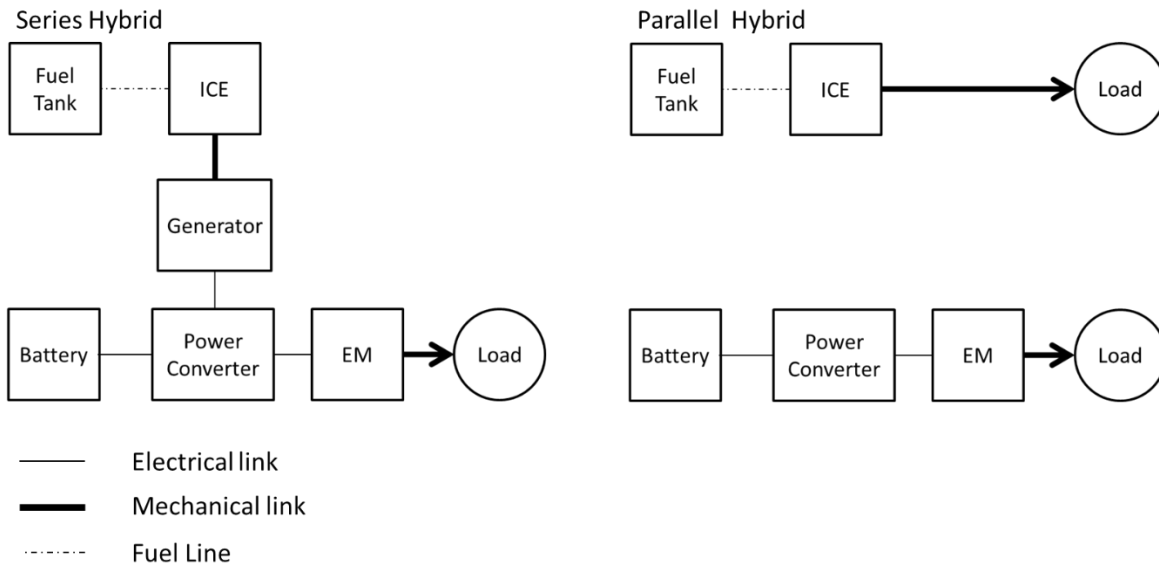 Series Hybrid
Parallel Hybrid
Fuel
Tank
ICE
Fuel
Tank
ICE
Load
Generator
Battery
Power
Converter
EM
Load
Battery
Power
Converter
EM
Load
Electrical link
Mechanical link
Fuel Line